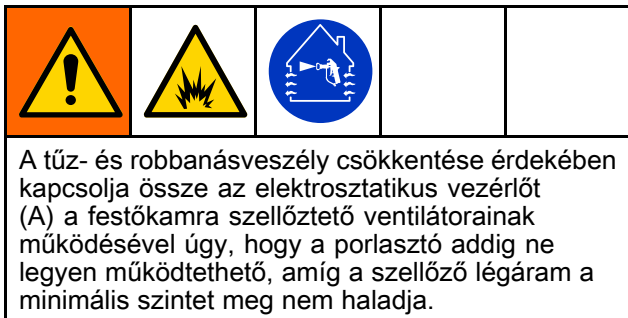 A tűz- és robbanásveszély csökkentése érdekében
kapcsolja össze az elektrosztatikus vezérlőt
(A) a festőkamra szellőztető ventilátorainak
működésével úgy, hogy a porlasztó addig ne
legyen működtethető, amíg a szellőző légáram a
minimális szintet meg nem haladja.